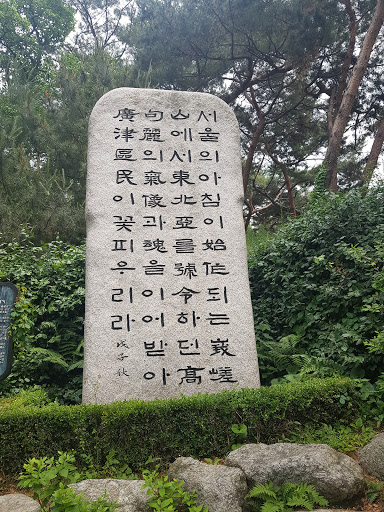 서울의아침이始作되는峩嵯
山에서東北亞를號令하던高
句麗의氣像과魂을이어받아
廣津區民이꽃피우리라 戊子 秋